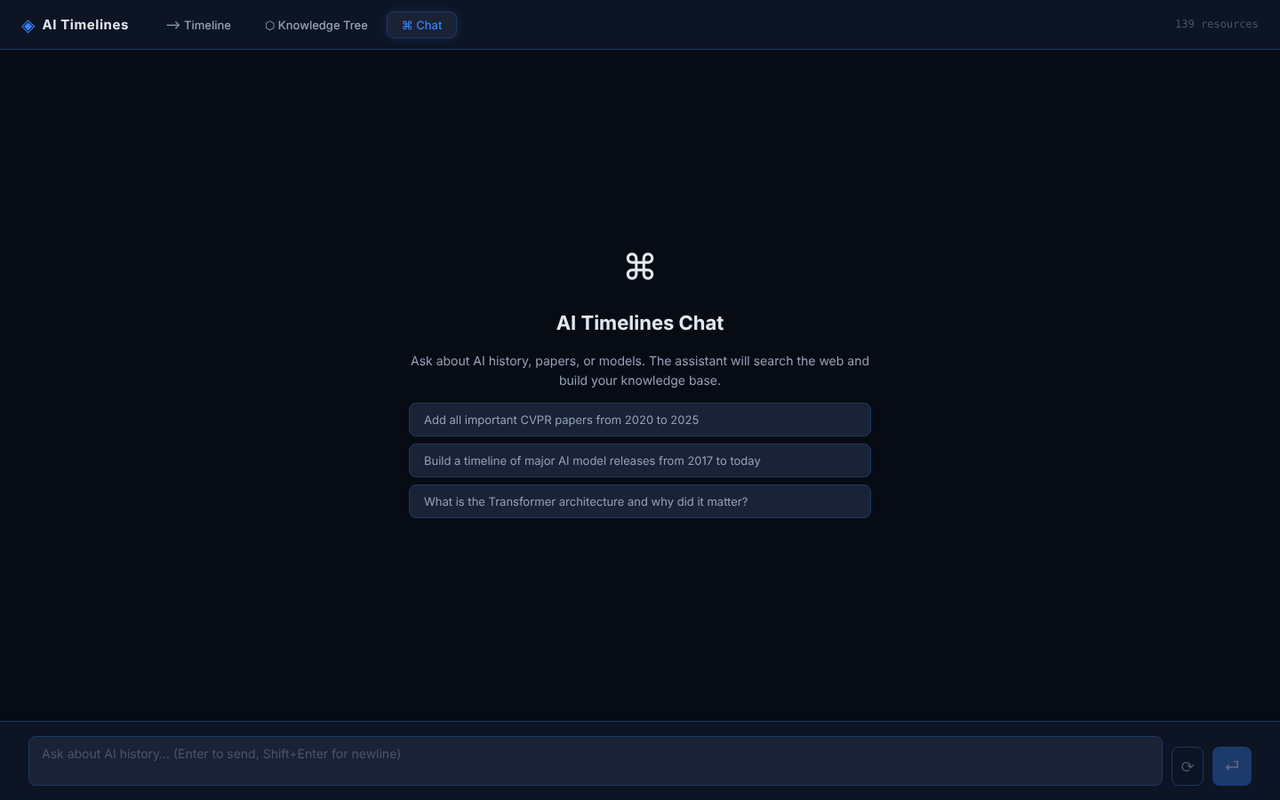 ◈ AI Timelines
⟶ Timeline
⬡ Knowledge Tree
⌘ Chat
139 resources
⌘
AI Timelines Chat
Ask about AI history, papers, or models. The assistant will search the web and
build your knowledge base.
Add all important CVPR papers from 2020 to 2025
Build a timeline of major AI model releases from 2017 to today
What is the Transformer architecture and why did it matter?
Ask about AI history... (Enter to send, Shift+Enter for newline)
⟳
⏎